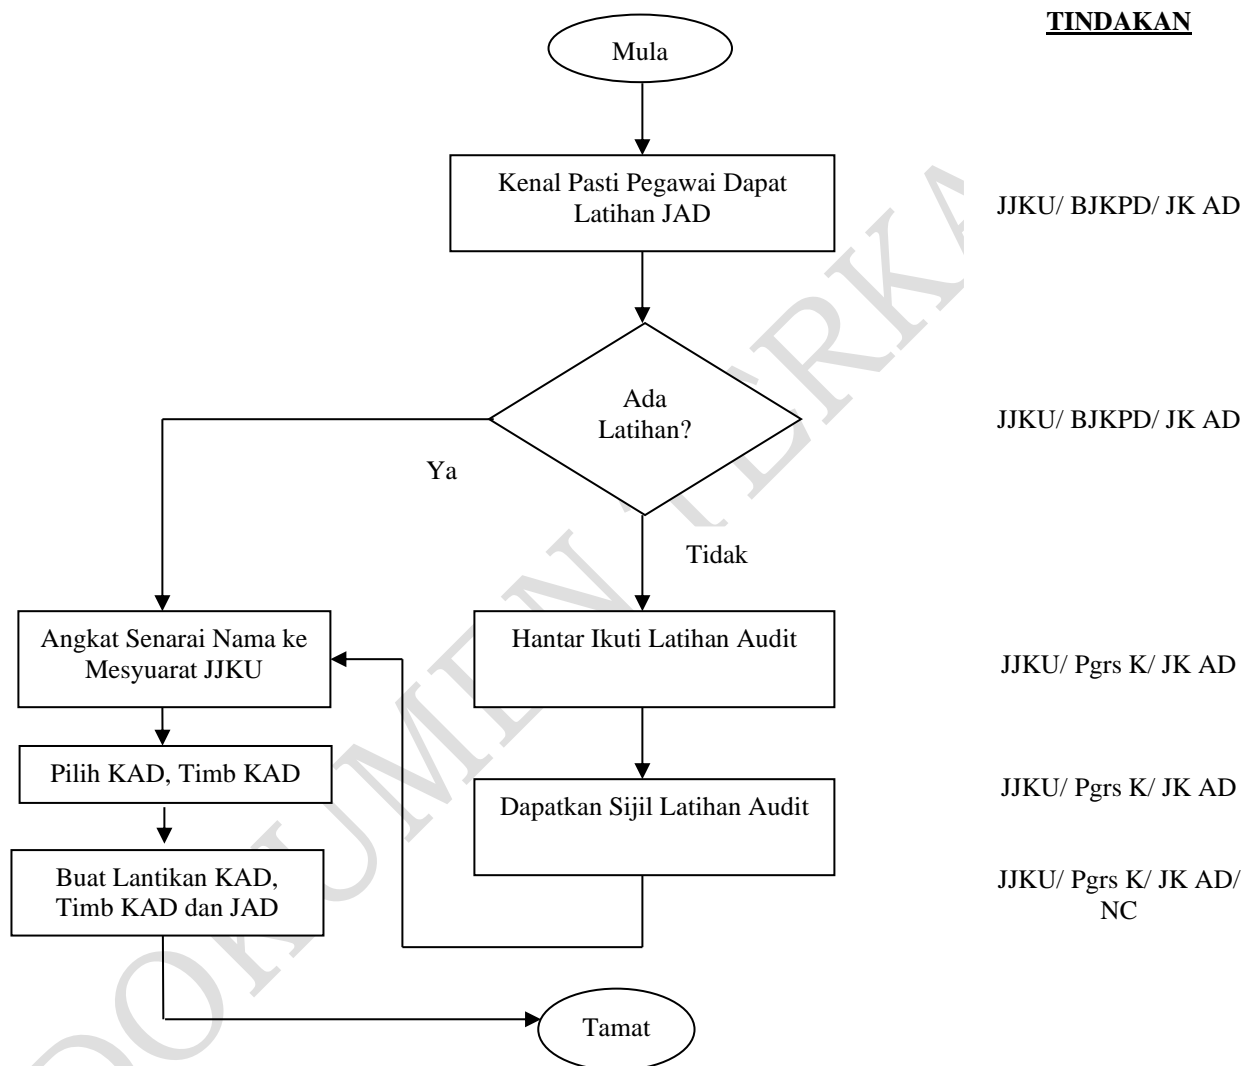 TINDAKAN
Mula
Kenal Pasti Pegawai Dapat
Latihan JAD
JJKU/ BJKPD/ JK AD
Ada
Latihan?
JJKU/ BJKPD/ JK AD
Ya
Tidak
Angkat Senarai Nama ke
Mesyuarat JJKU
Hantar Ikuti Latihan Audit
JJKU/ Pgrs K/ JK AD
Pilih KAD, Timb KAD
Dapatkan Sijil Latihan Audit
JJKU/ Pgrs K/ JK AD
Buat Lantikan KAD,
Timb KAD dan JAD
JJKU/ Pgrs K/ JK AD/
NC
Tamat
DOKUMEN TERKA